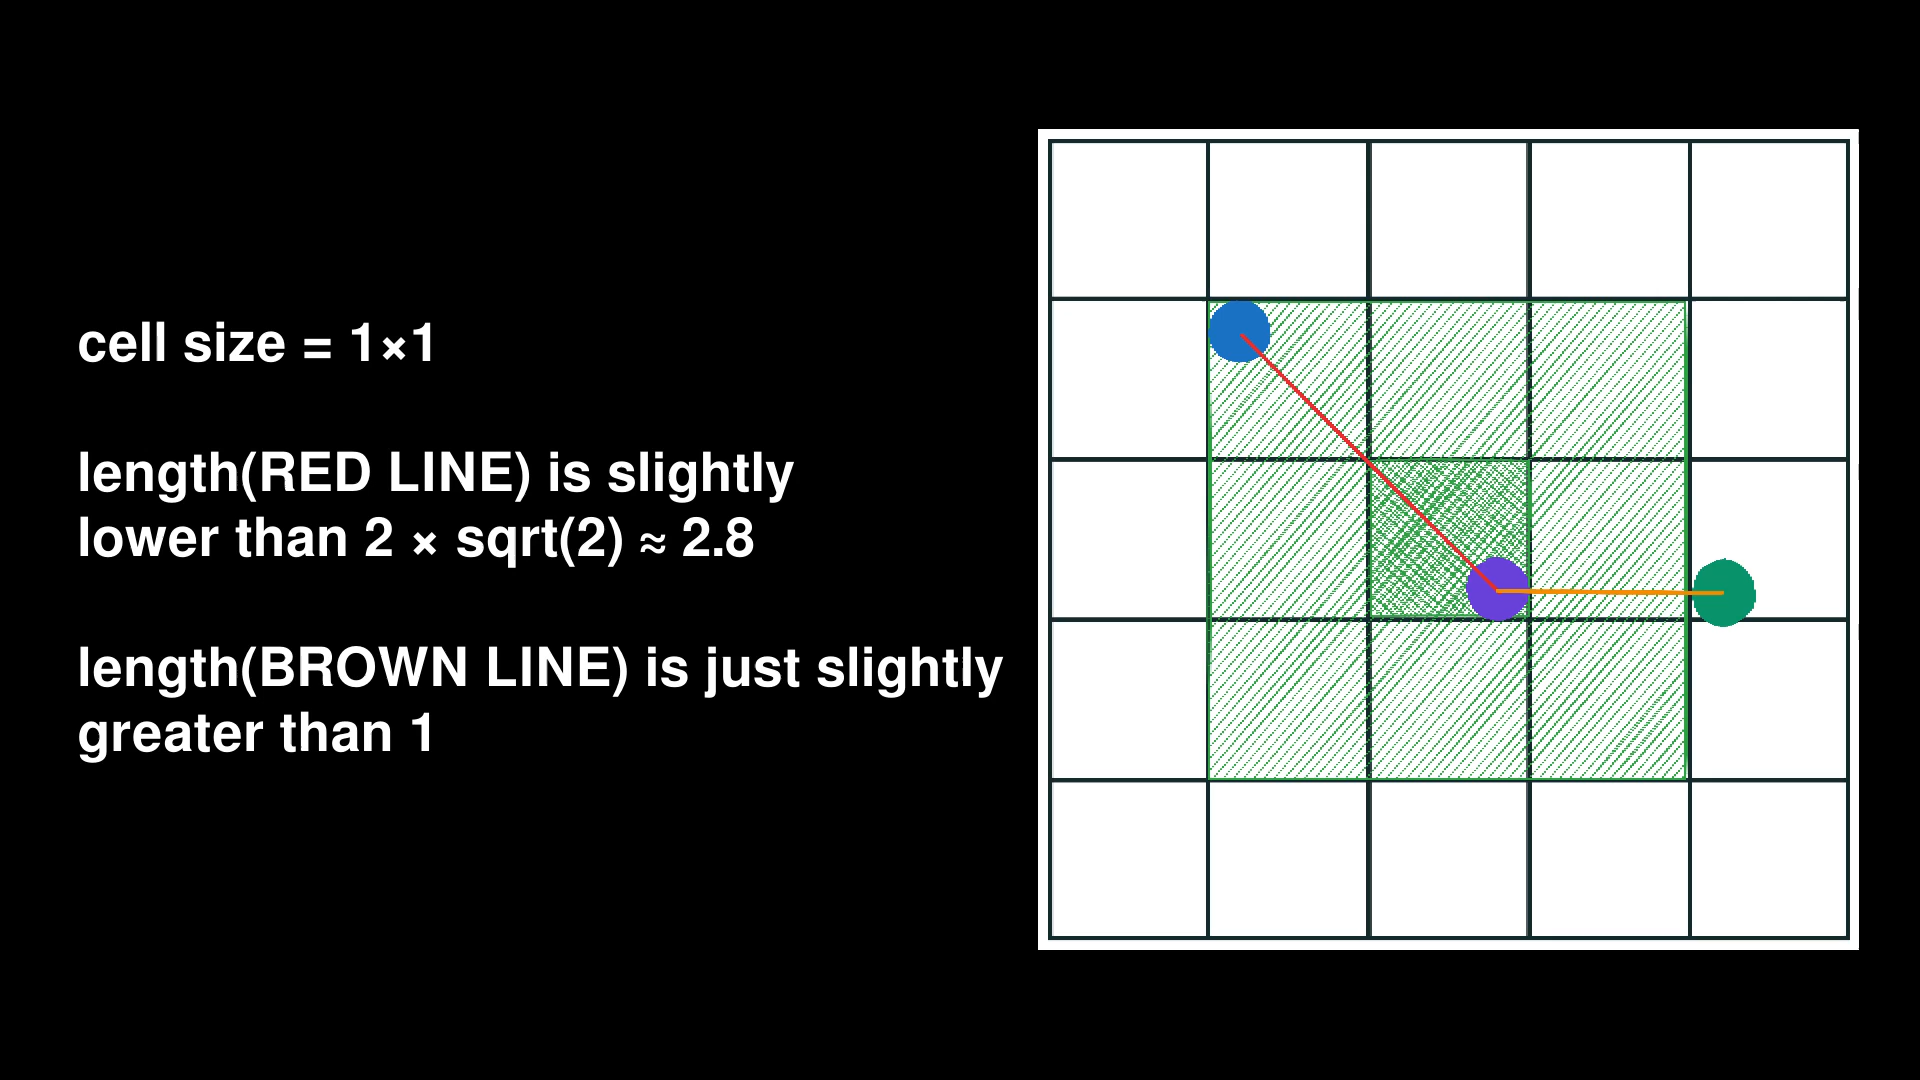 cell size = 1×1
length(RED LINE) is slightly
lower than 2 × sqrt(2) ≈ 2.8
length(BROWN LINE) is just slightly
greater than 1